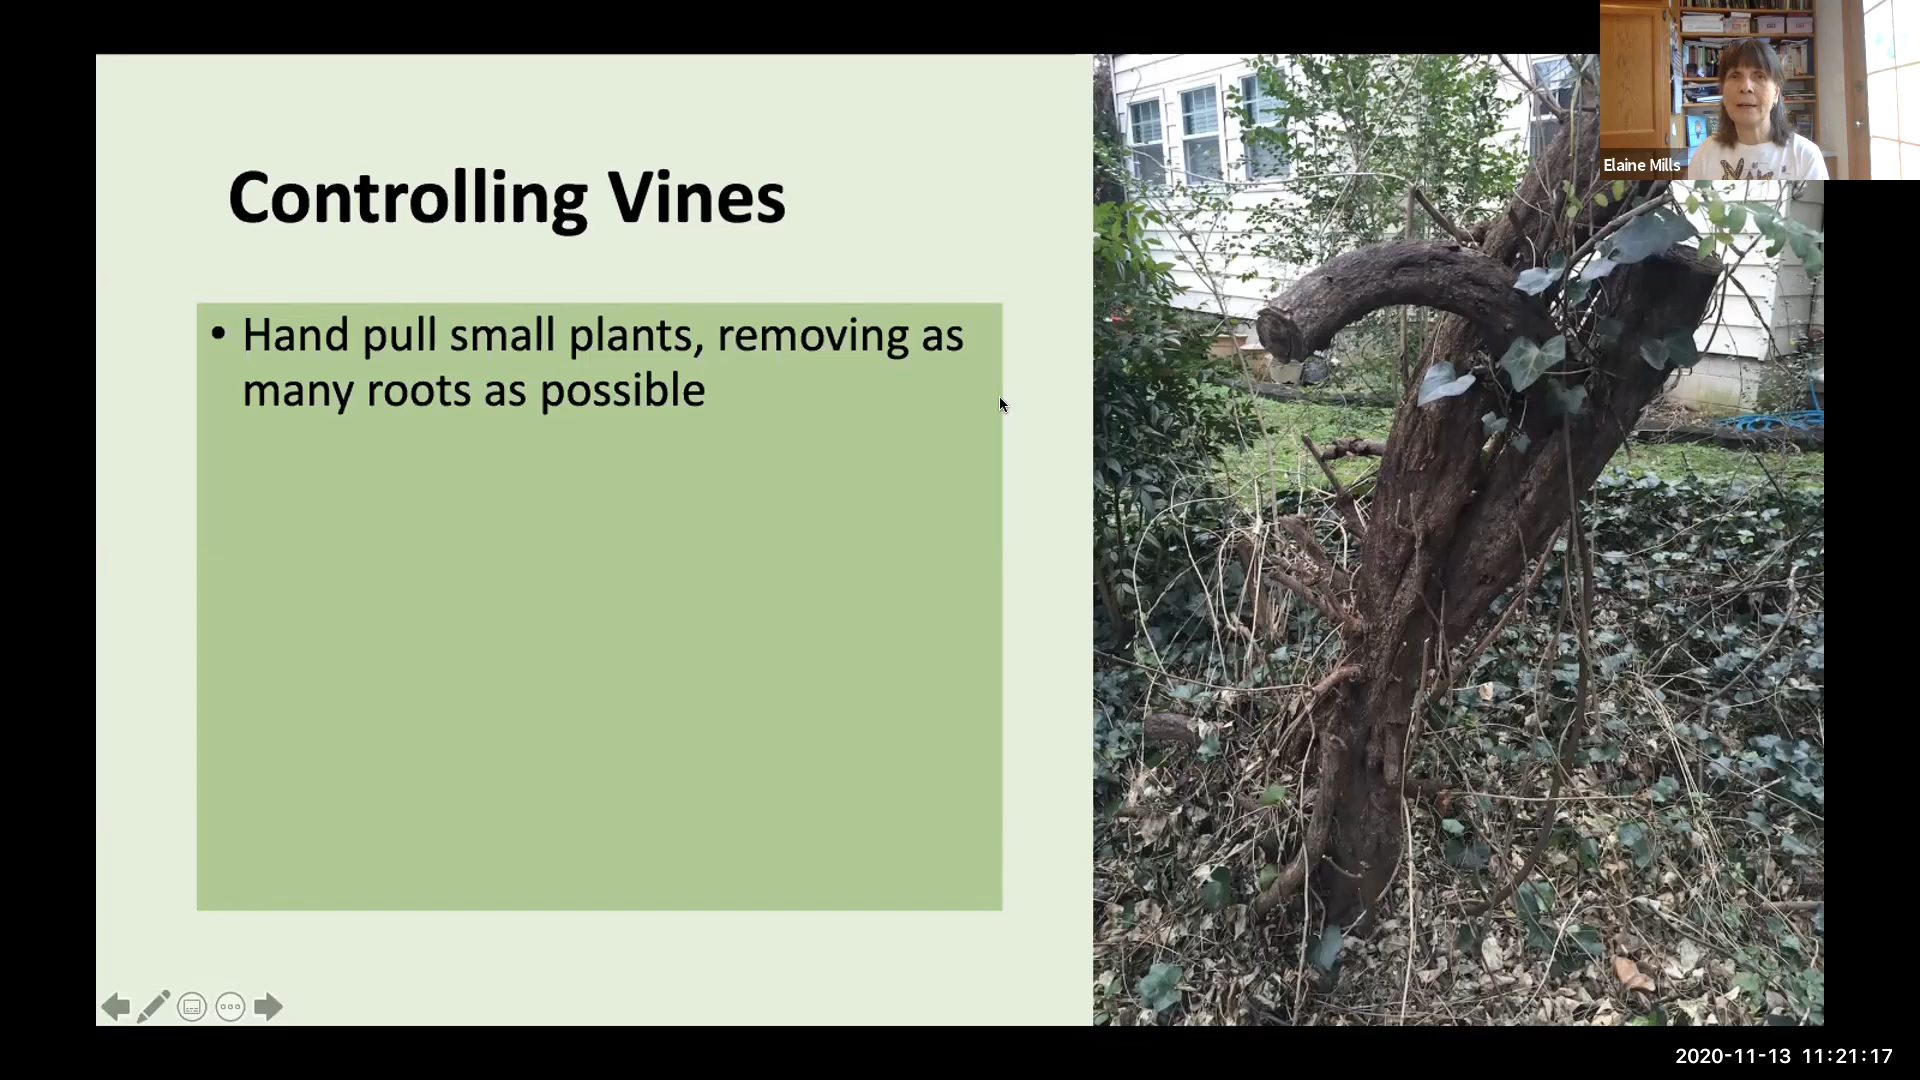 Controlling Vines
• Hand pull small plants, removing as
many roots as possible
Elaine Mills
2020-11-13 11:21:17